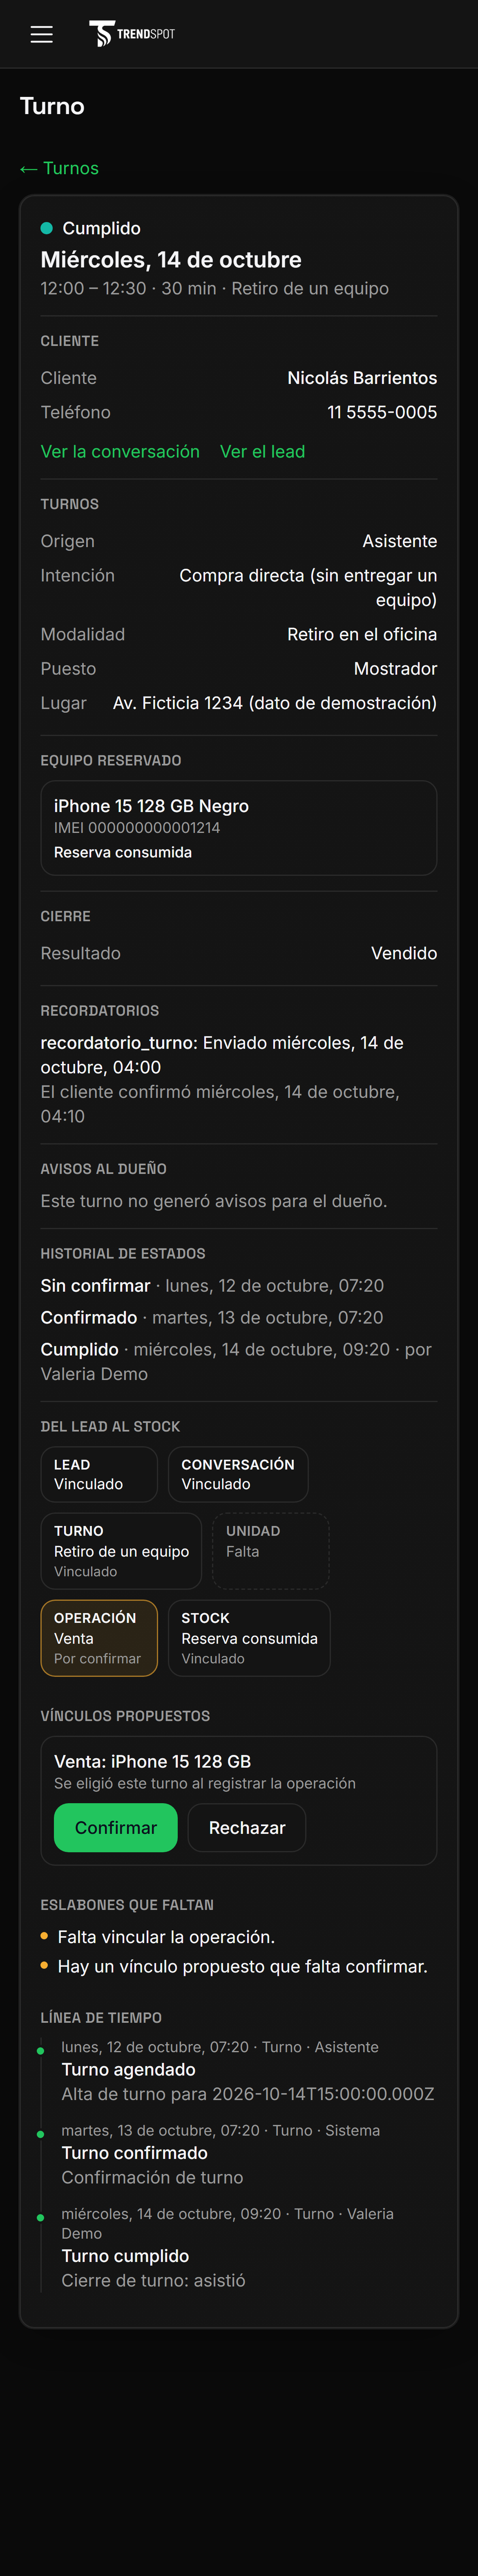 TRENDSPOT
Turno
← Turnos
Cumplido
Miércoles, 14 de octubre
12:00 – 12:30 · 30 min · Retiro de un equipo
CLIENTE
Cliente Nicolás Barrientos
Teléfono 11 5555-0005
Ver la conversación Ver el lead
TURNOS
Origen Asistente
Intención Compra directa (sin entregar un
equipo)
Modalidad Retiro en el oficina
Puesto Mostrador
Lugar Av. Ficticia 1234 (dato de demostración)
EQUIPO RESERVADO
iPhone 15 128 GB Negro
IMEI 000000000001214
Reserva consumida
CIERRE
Resultado Vendido
RECORDATORIOS
recordatorio_turno: Enviado miércoles, 14 de
octubre, 04:00
El cliente confirmó miércoles, 14 de octubre,
04:10
AVISOS AL DUEÑO
Este turno no generó avisos para el dueño.
HISTORIAL DE ESTADOS
Sin confirmar · lunes, 12 de octubre, 07:20
Confirmado · martes, 13 de octubre, 07:20
Cumplido · miércoles, 14 de octubre, 09:20 · por
Valeria Demo
DEL LEAD AL STOCK
LEAD
Vinculado
CONVERSACIÓN
Vinculado
TURNO
Retiro de un equipo
Vinculado
UNIDAD
Falta
OPERACIÓN
Venta
Por confirmar
STOCK
Reserva consumida
Vinculado
VÍNCULOS PROPUESTOS
Venta: iPhone 15 128 GB
Se eligió este turno al registrar la operación
Confirmar Rechazar
ESLABONES QUE FALTAN
Falta vincular la operación.
Hay un vínculo propuesto que falta confirmar.
LÍNEA DE TIEMPO
lunes, 12 de octubre, 07:20 · Turno · Asistente
Turno agendado
Alta de turno para 2026-10-14T15:00:00.000Z
martes, 13 de octubre, 07:20 · Turno · Sistema
Turno confirmado
Confirmación de turno
miércoles, 14 de octubre, 09:20 · Turno · Valeria
Demo
Turno cumplido
Cierre de turno: asistió